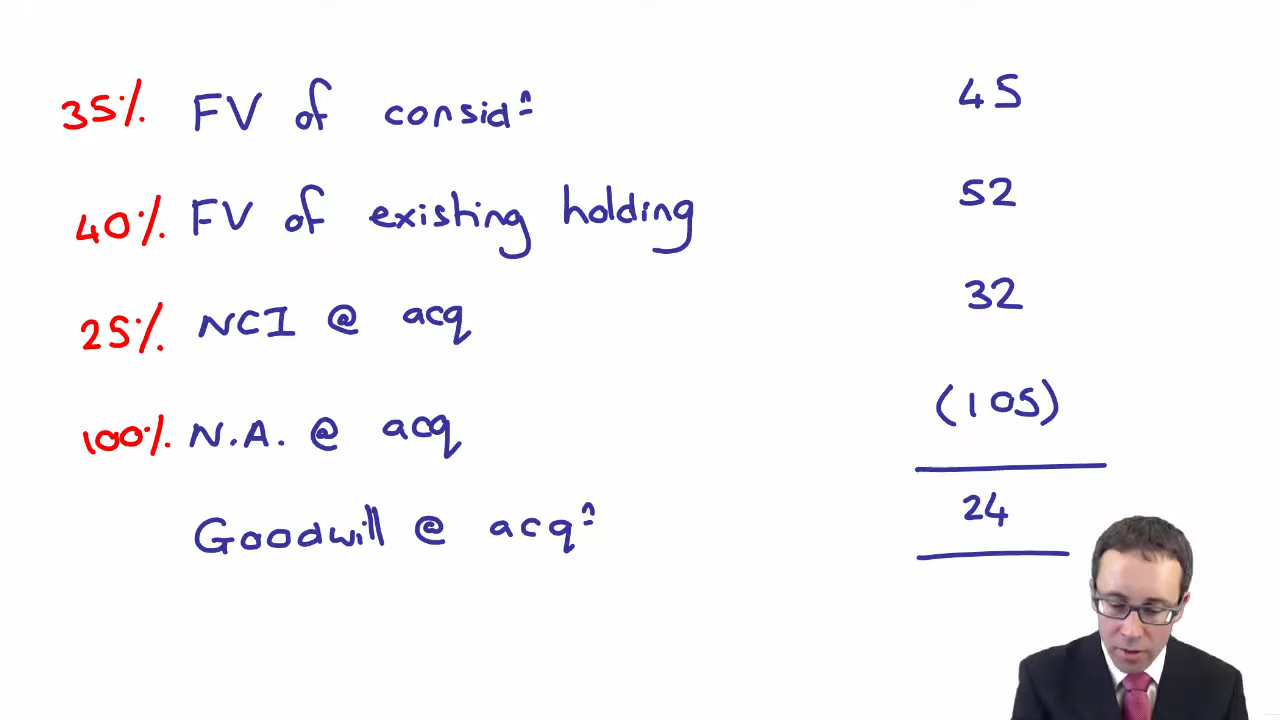 35% FV of consid^n 45
40% FV of existing holding 52
25% NCI @ acq 32
100% N.A. @ acq (105)
Goodwill @ acq^n 24